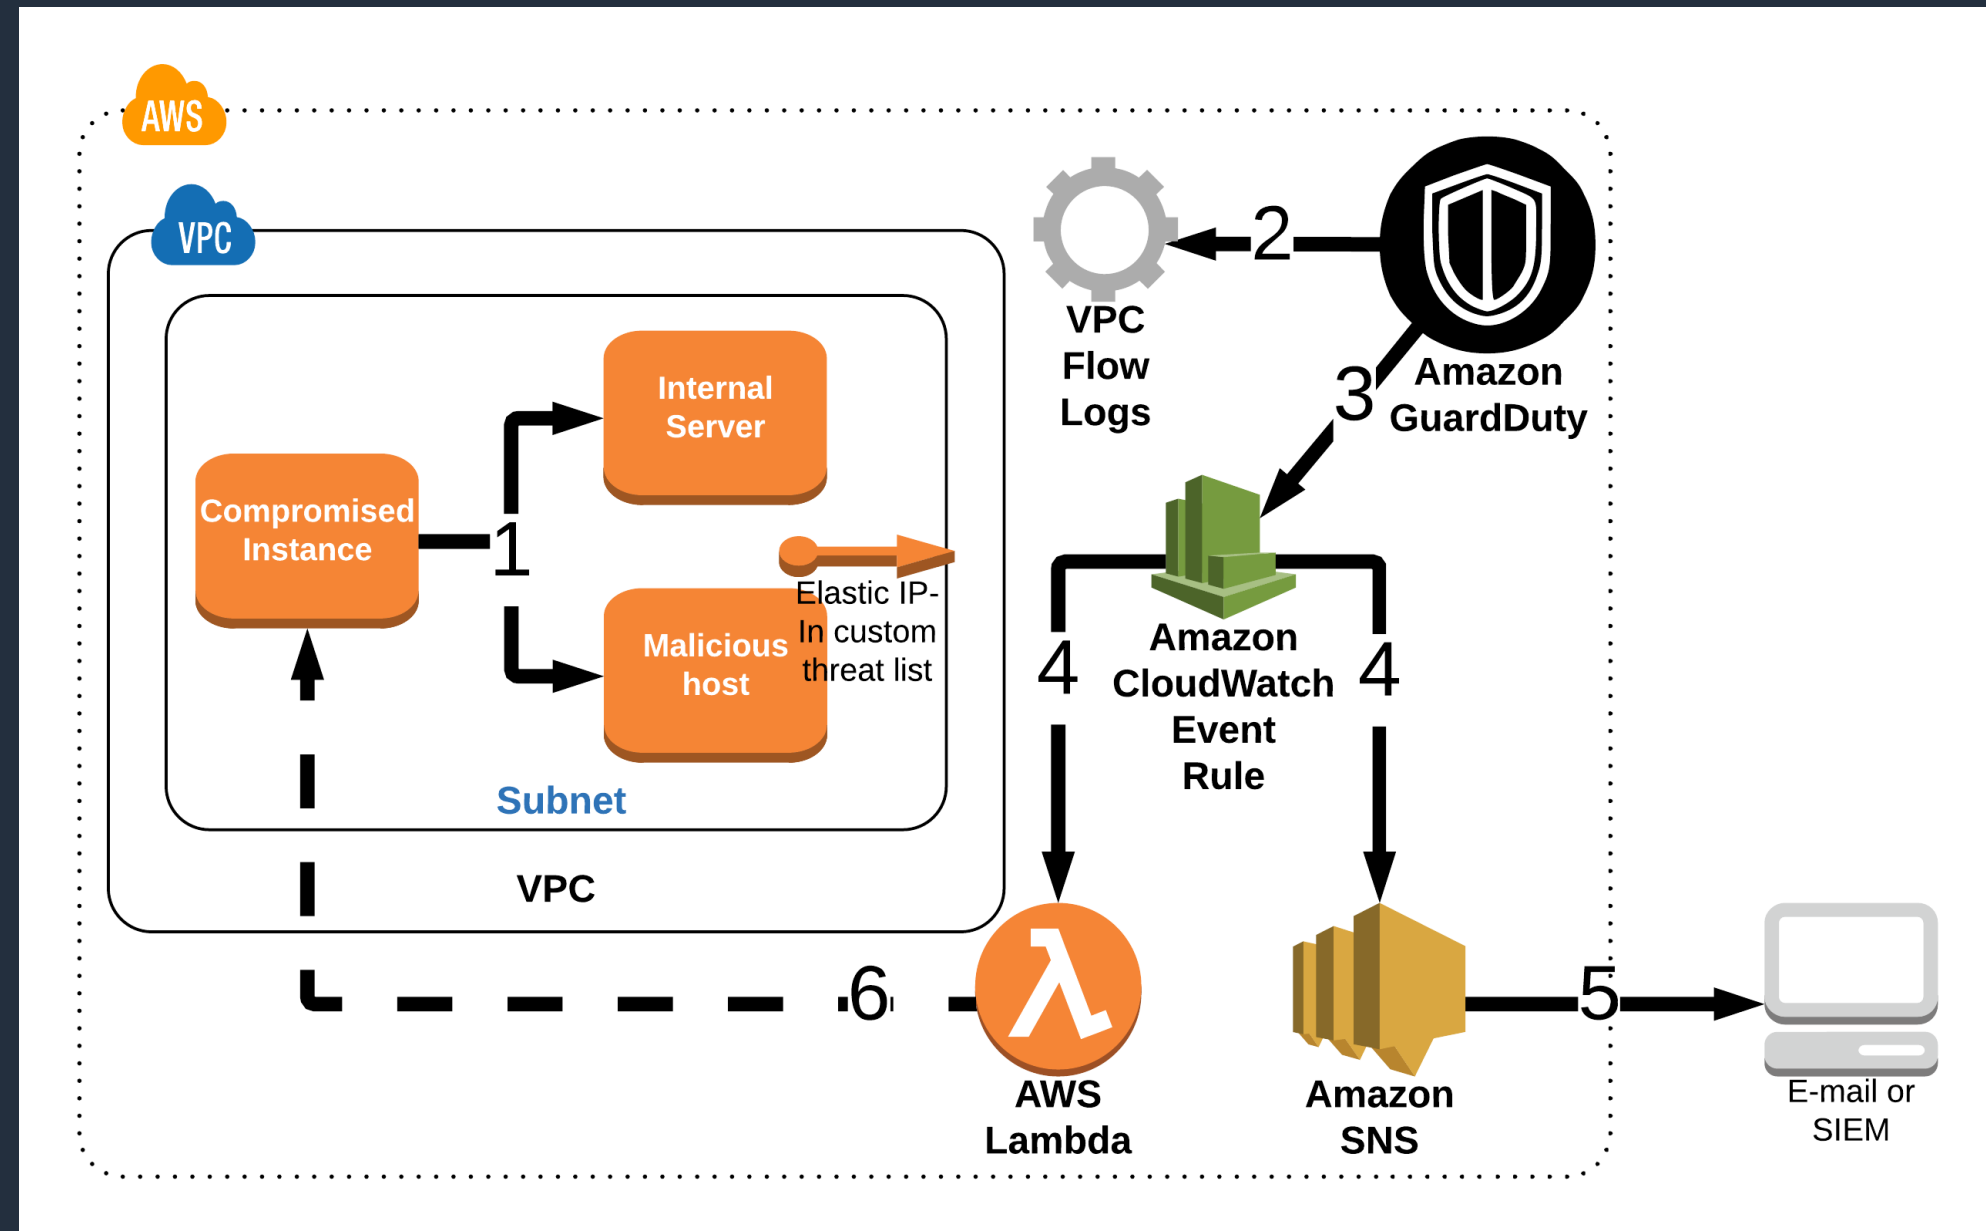 AWS
VPC
2
VPC
Flow
Logs
Amazon
GuardDuty
3
Internal
Server
Compromised
Instance
1
Elastic IP-
In custom
threat list
Malicious
host
Subnet
VPC
Amazon
CloudWatch
Event
Rule
4
4
6
5
AWS
Lambda
Amazon
SNS
E-mail or
SIEM